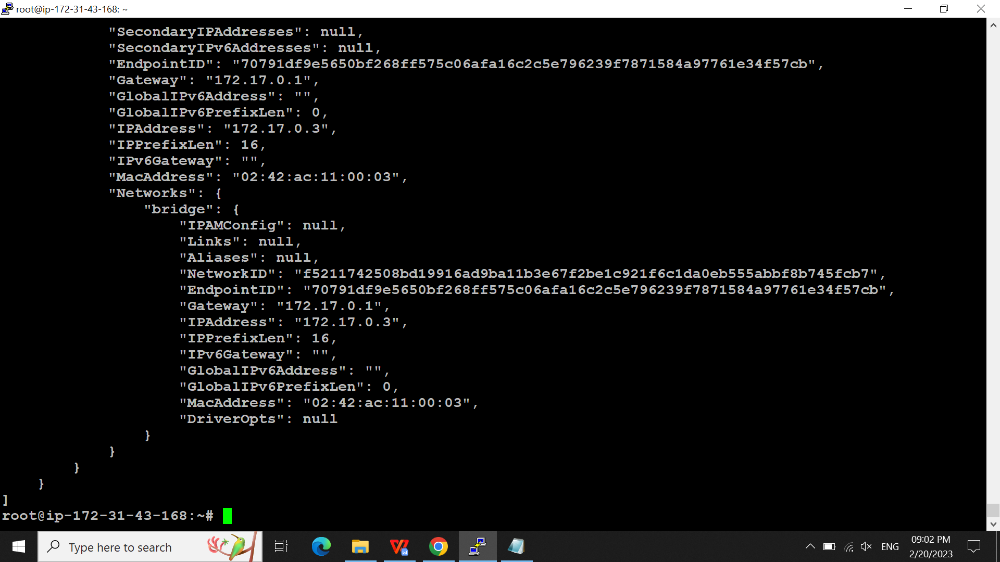 root@ip-172-31-43-168: ~
"SecondaryIPAddresses": null,
"SecondaryIPv6Addresses": null,
"EndpointID": "70791df9e5650bf268ff575c06afa16c2c5e796239f7871584a97761e34f57cb",
"Gateway": "172.17.0.1",
"GlobalIPv6Address": "",
"GlobalIPv6PrefixLen": 0,
"IPAddress": "172.17.0.3",
"IPPrefixLen": 16,
"IPv6Gateway": "",
"MacAddress": "02:42:ac:11:00:03",
"Networks": {
"bridge": {
"IPAMConfig": null,
"Links": null,
"Aliases": null,
"NetworkID": "f5211742508bd19916ad9ba11b3e67f2be1c921f6c1da0eb555abbf8b745fcb7",
"EndpointID": "70791df9e5650bf268ff575c06afa16c2c5e796239f7871584a97761e34f57cb",
"Gateway": "172.17.0.1",
"IPAddress": "172.17.0.3",
"IPPrefixLen": 16,
"IPv6Gateway": "",
"GlobalIPv6Address": "",
"GlobalIPv6PrefixLen": 0,
"MacAddress": "02:42:ac:11:00:03",
"DriverOpts": null
}
}
}
}
]
root@ip-172-31-43-168:~#
Type here to search
ENG
09:02 PM
2/20/2023